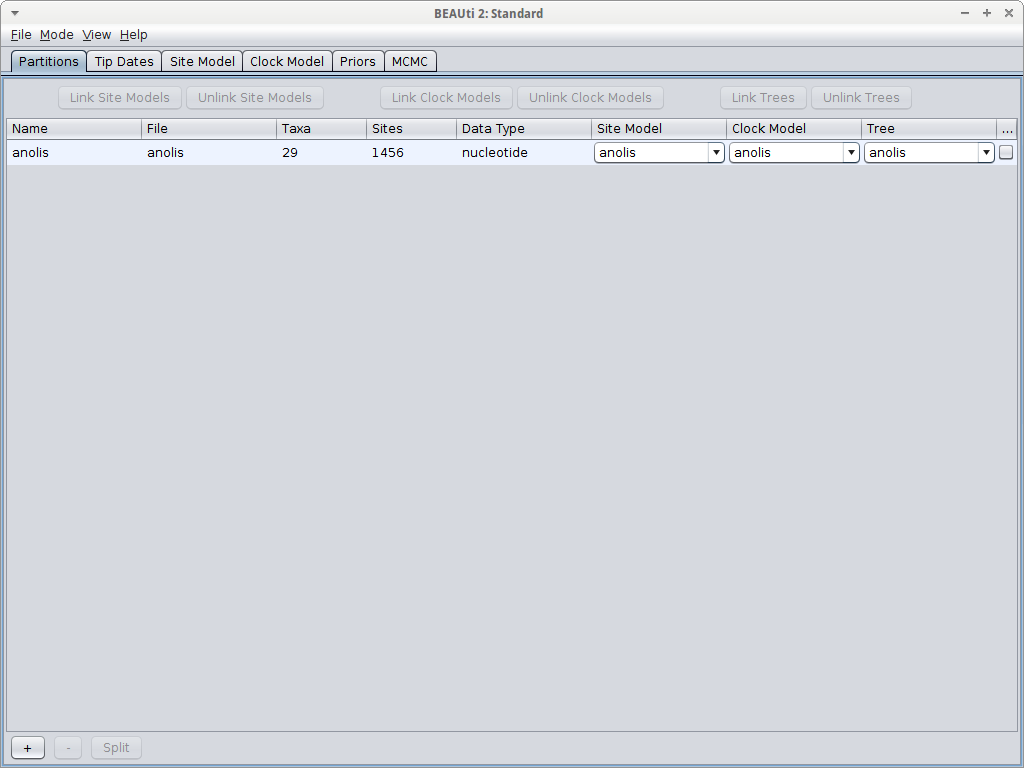 BEAUti 2: Standard
File Mode View Help
Partitions Tip Dates Site Model Clock Model Priors MCMC
Link Site Models Unlink Site Models Link Clock Models Unlink Clock Models Link Trees Unlink Trees
Name File Taxa Sites Data Type Site Model Clock Model Tree ...
anolis anolis 29 1456 nucleotide anolis anolis anolis
+ - Split